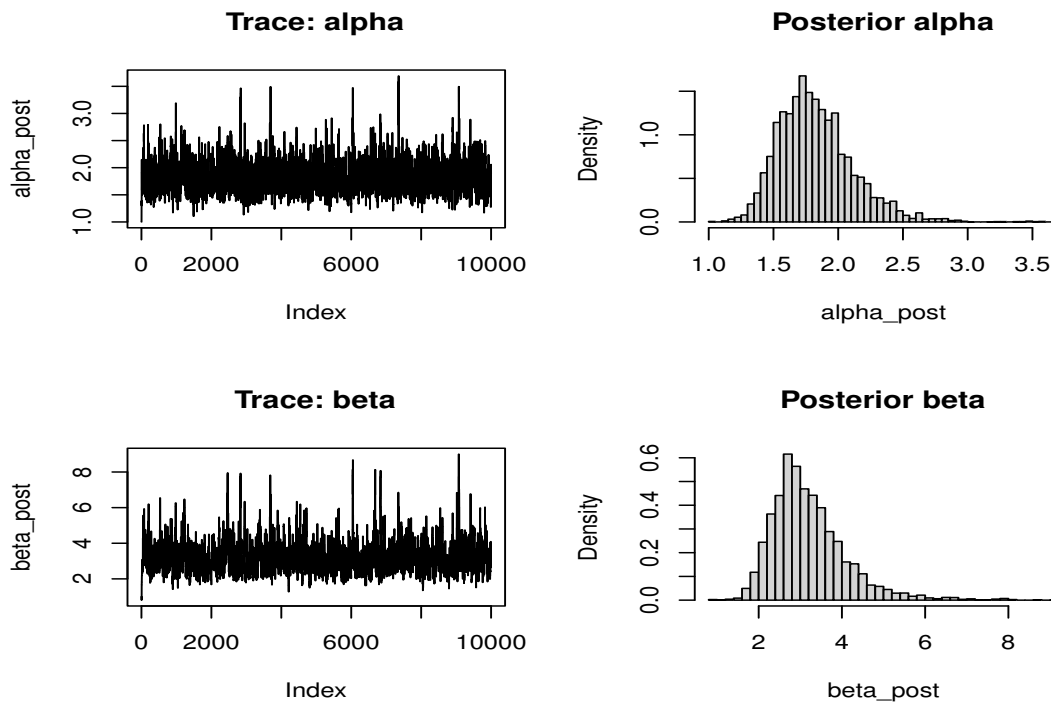 Trace: alpha
alpha_post
3.0
2.0
1.0
0 2000 6000 10000
Index
Posterior alpha
Density
1.0
0.0
1.0 1.5 2.0 2.5 3.0 3.5
alpha_post
Trace: beta
beta_post
8
6
4
2
0 2000 6000 10000
Index
Posterior beta
Density
0.6
0.4
0.2
0.0
2 4 6 8
beta_post